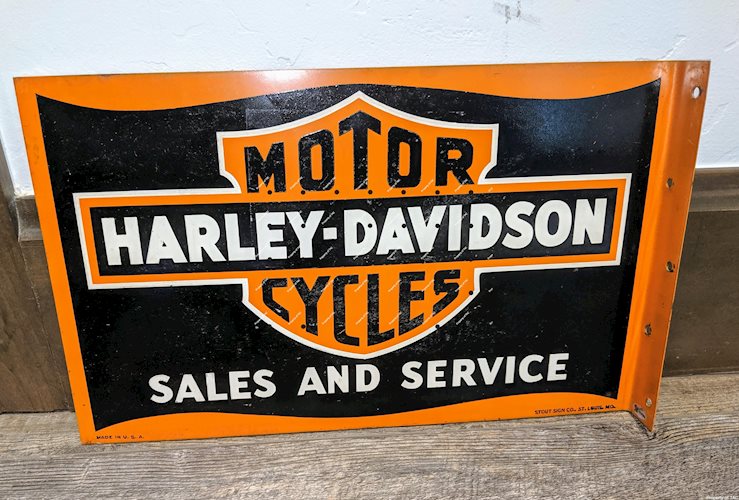 MOTOR
HARLEY-DAVIDSON
CYCLES
SALES AND SERVICE
MADE IN U. S. A.
STOUT SIGN CO., ST. LOUIS, MO.